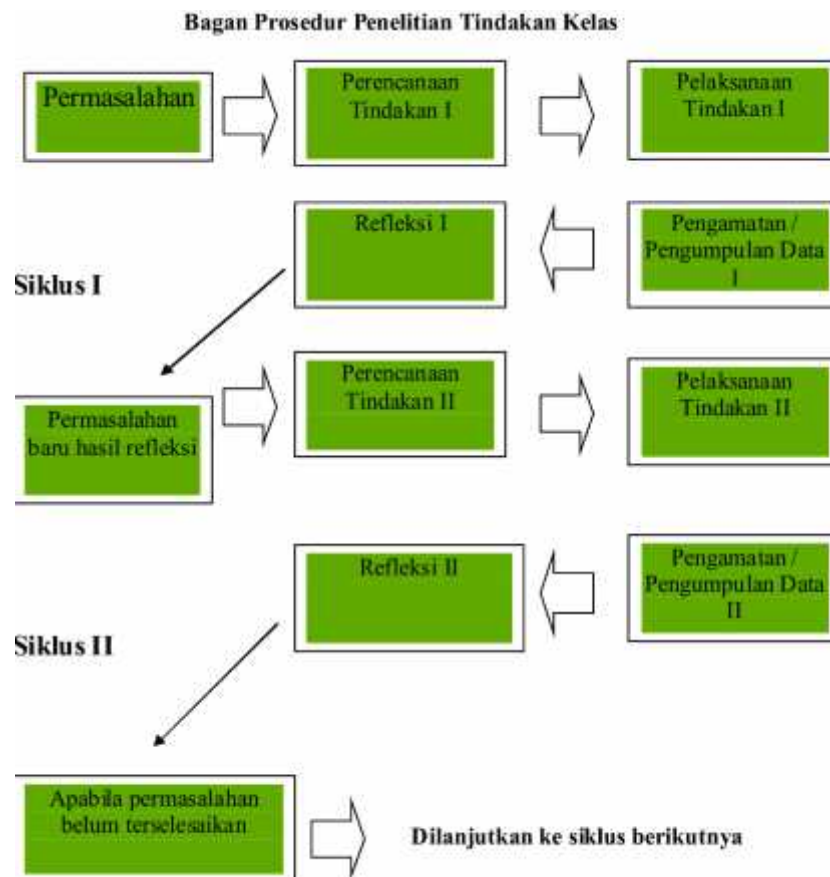 Bagan Prosedur Penelitian Tindakan Kelas
Permasalahan
Perencanaan
Tindakan I
Pelaksanaan
Tindakan I
Refleksi I
Pengamatan /
Pengumpulan Data
I
Siklus I
Permasalahan
baru hasil refleksi
Perencanaan
Tindakan II
Pelaksanaan
Tindakan II
Refleksi II
Pengamatan /
Pengumpulan Data
II
Siklus II
Apabila permasalahan
belum terselesaikan
Dilanjutkan ke siklus berikutnya